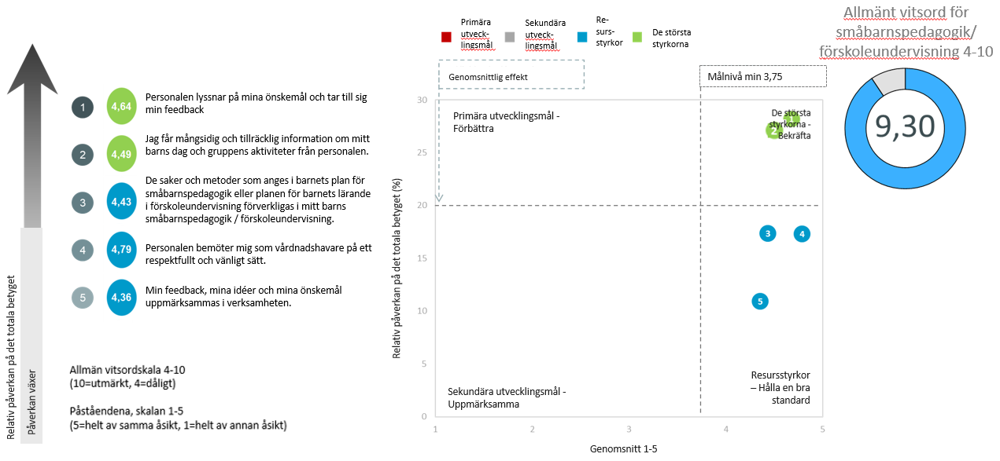 Primära
utveck-
lingsmål
Sekundära
utveck-
lingsmål
Re-
surs-
styrkor
De största
styrkorna
Allmänt vitsord för
småbarnspedagogik/
förskoleundervisning 4-10
9,30
Genomsnittlig effekt
Målnivå min 3,75
Relativ påverkan på det totala betyget
Påverkan växer
1
4,64
Personalen lyssnar på mina önskemål och tar till sig
min feedback
2
4,49
Jag får mångsidig och tillräcklig information om mitt
barns dag och gruppens aktiviteter från personalen.
3
4,43
De saker och metoder som anges i barnets plan för
småbarnspedagogik eller planen för barnets lärande
i förskoleundervisning förverkligas i mitt barns
småbarnspedagogik / förskoleundervisning.
4
4,79
Personalen bemöter mig som vårdnadshavare på ett
respektfullt och vänligt sätt.
5
4,36
Min feedback, mina idéer och mina önskemål
uppmärksammas i verksamheten.
Allmän vitsordskala 4-10
(10=utmärkt, 4=dåligt)
Påståendena, skalan 1-5
(5=helt av samma åsikt, 1=helt av annan åsikt)
Relativ påverkan på det totala betyget (%)
30
25
20
15
10
5
0
Primära utvecklingsmål -
Förbättra
De största
styrkorna -
Bekräfta
1
2
3
4
5
Sekundära utvecklingsmål -
Uppmärksamma
Resursstyrkor
– Hålla en bra
standard
1
2
3
4
5
Genomsnitt 1-5